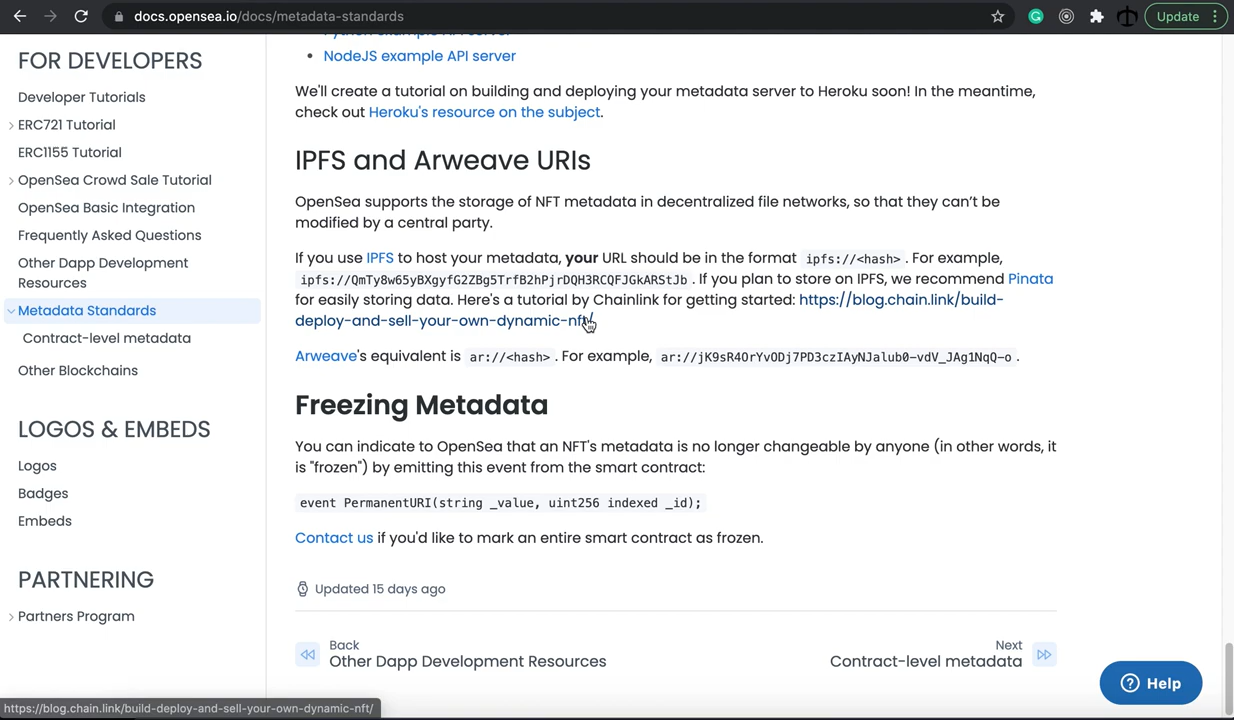 docs.opensea.io/docs/metadata-standards
Update
FOR DEVELOPERS
Developer Tutorials
ERC721 Tutorial
ERC1155 Tutorial
OpenSea Crowd Sale Tutorial
OpenSea Basic Integration
Frequently Asked Questions
Other Dapp Development
Resources
Metadata Standards
Contract-level metadata
Other Blockchains
LOGOS & EMBEDS
Logos
Badges
Embeds
PARTNERING
Partners Program
Python example API server
NodeJS example API server
We'll create a tutorial on building and deploying your metadata server to Heroku soon! In the meantime,
check out Heroku's resource on the subject.
IPFS and Arweave URIs
OpenSea supports the storage of NFT metadata in decentralized file networks, so that they can't be
modified by a central party.
If you use IPFS to host your metadata, your URL should be in the format ipfs://<hash>. For example,
ipfs://QmTy8w65yBXgyfG2ZBg5TrfB2hPjrDQH3RCQFJGkARStJb. If you plan to store on IPFS, we recommend Pinata
for easily storing data. Here's a tutorial by Chainlink for getting started: https://blog.chain.link/build-
deploy-and-sell-your-own-dynamic-nft/
Arweave's equivalent is ar://<hash>. For example, ar://jK9sR4OrYvODj7PD3czIAyNJalub0-vdV_JAg1NqQ-o.
Freezing Metadata
You can indicate to OpenSea that an NFT's metadata is no longer changeable by anyone (in other words, it
is "frozen") by emitting this event from the smart contract:
event PermanentURI(string _value, uint256 indexed _id);
Contact us if you'd like to mark an entire smart contract as frozen.
Updated 15 days ago
Back
Other Dapp Development Resources
Next
Contract-level metadata
Help
https://blog.chain.link/build-deploy-and-sell-your-own-dynamic-nft/